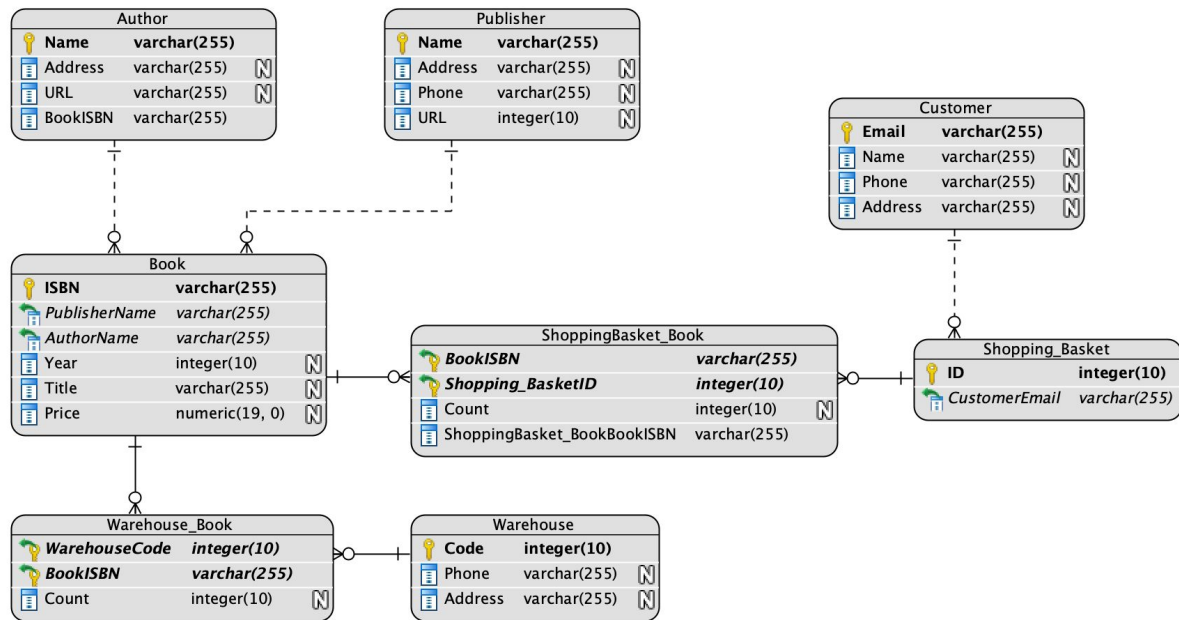 Author
Name varchar(255)
Address varchar(255) N
URL varchar(255) N
BookISBN varchar(255)
Publisher
Name varchar(255)
Address varchar(255) N
Phone varchar(255) N
URL integer(10) N
Customer
Email varchar(255)
Name varchar(255) N
Phone varchar(255) N
Address varchar(255) N
Book
ISBN varchar(255)
PublisherName varchar(255)
AuthorName varchar(255)
Year integer(10) N
Title varchar(255) N
Price numeric(19, 0) N
ShoppingBasket_Book
BookISBN varchar(255)
Shopping_BasketID integer(10)
Count integer(10) N
ShoppingBasket_BookBookISBN varchar(255)
Shopping_Basket
ID integer(10)
CustomerEmail varchar(255)
Warehouse_Book
WarehouseCode integer(10)
BookISBN varchar(255)
Count integer(10) N
Warehouse
Code integer(10)
Phone varchar(255) N
Address varchar(255) N